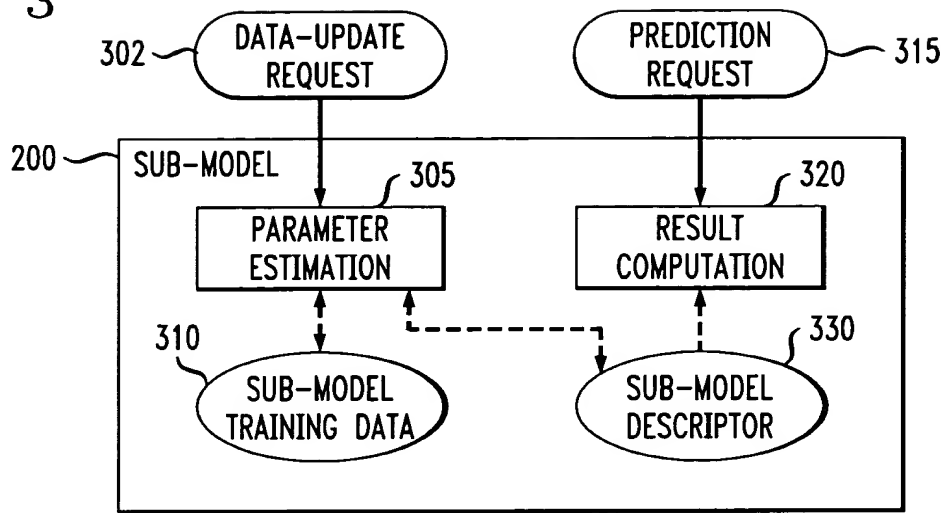 3
302
DATA-UPDATE
REQUEST
PREDICTION
REQUEST
315
200
SUB-MODEL
305
PARAMETER
ESTIMATION
320
RESULT
COMPUTATION
310
SUB-MODEL
TRAINING DATA
330
SUB-MODEL
DESCRIPTOR